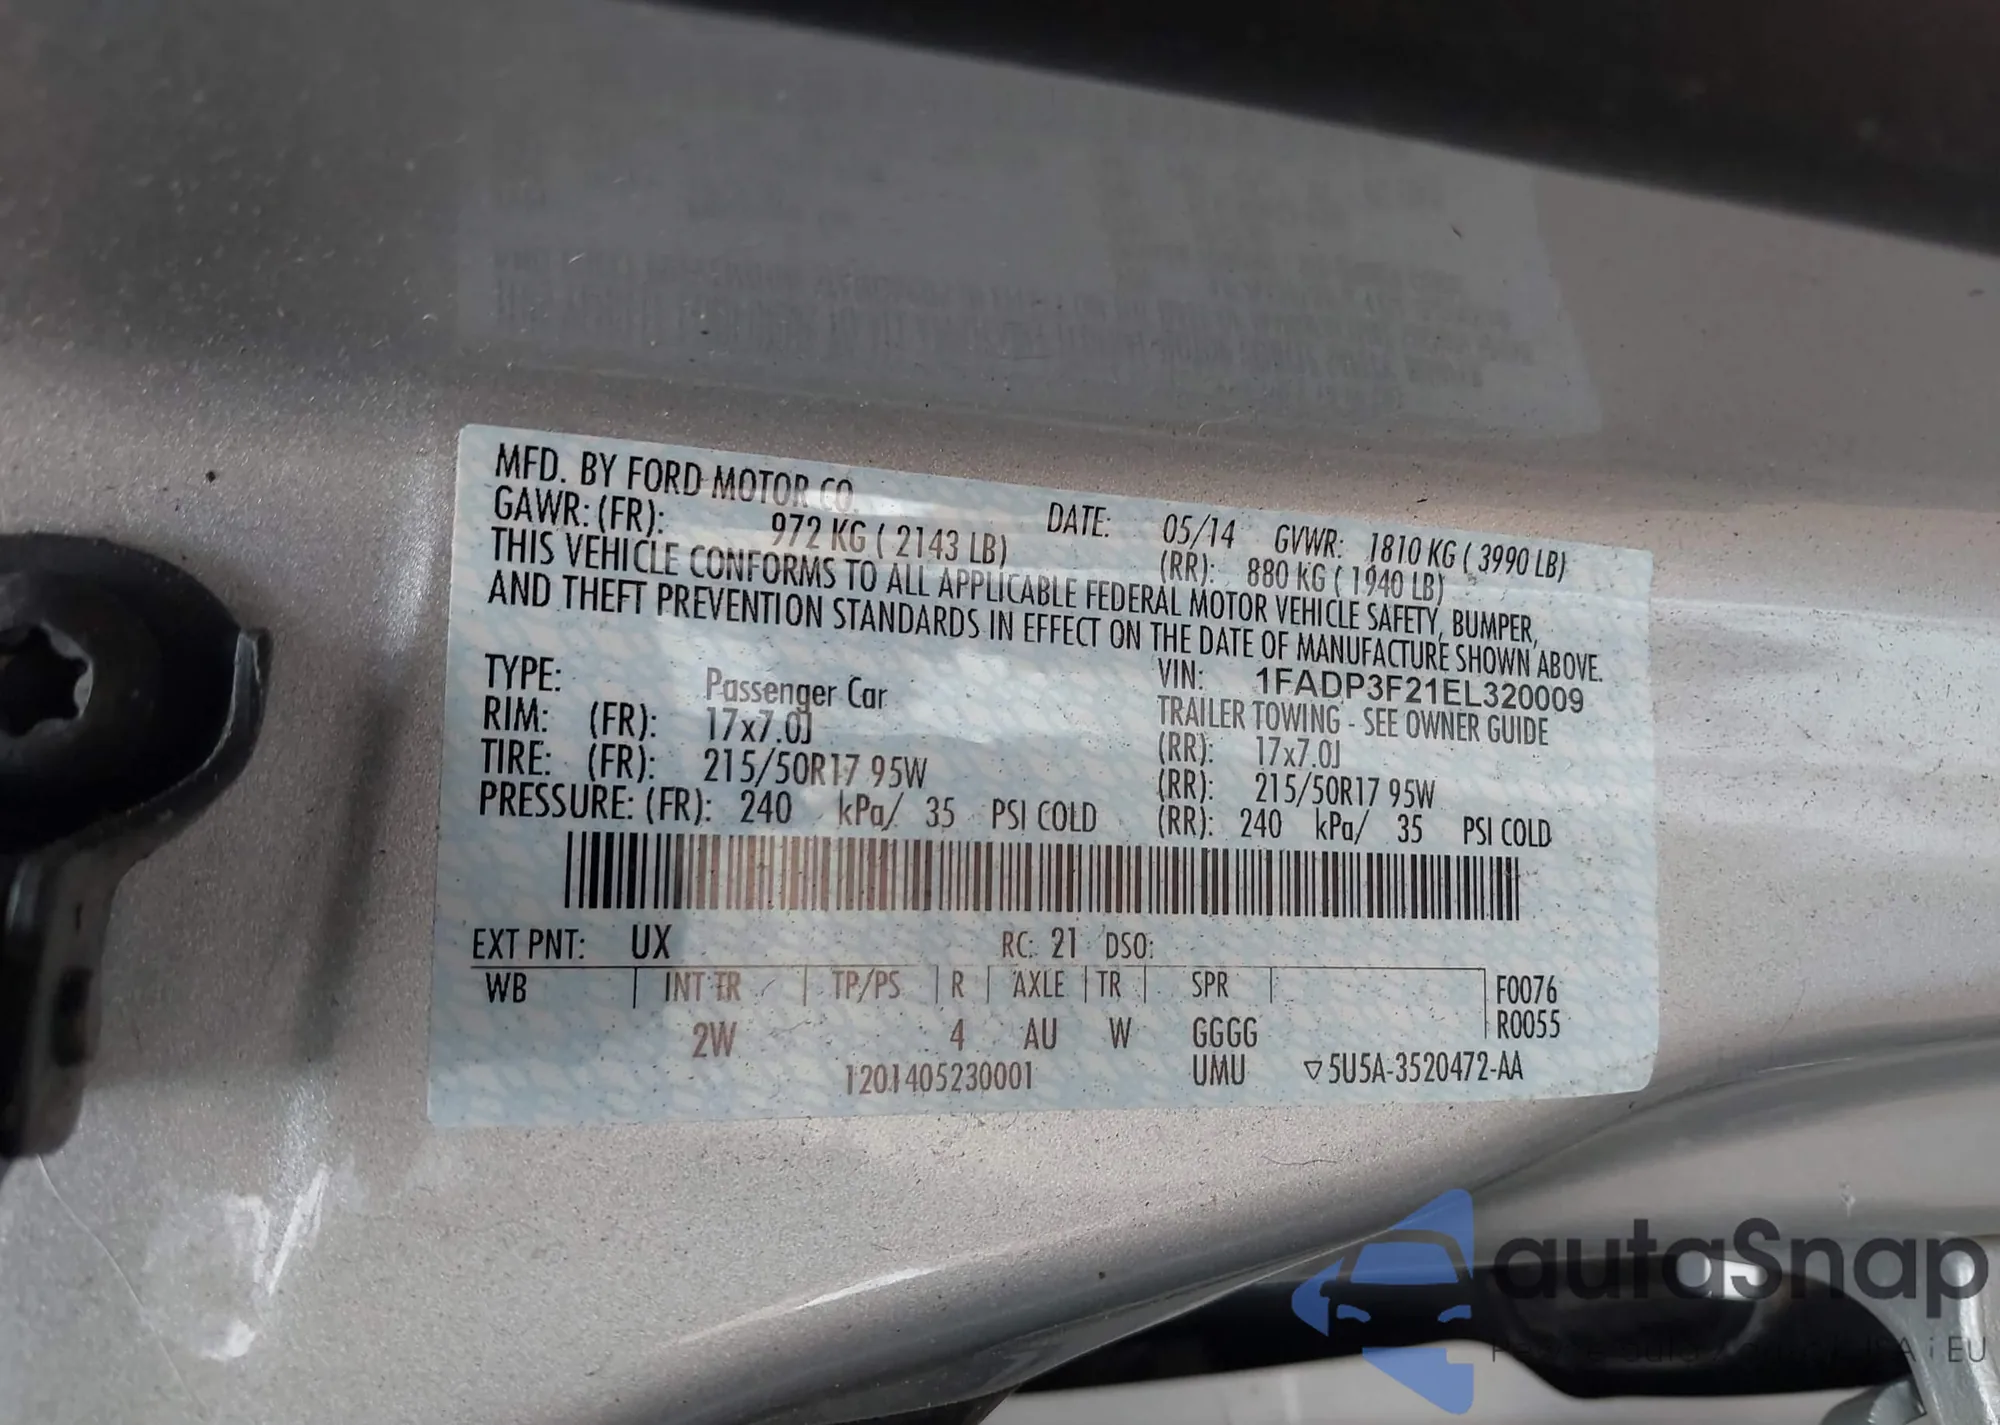 MFD. BY FORD MOTOR CO.
DATE: 05/14 GVWR: 1810 KG ( 3990 LB)
GAWR: (FR): 972 KG ( 2143 LB) (RR): 880 KG ( 1940 LB)
THIS VEHICLE CONFORMS TO ALL APPLICABLE FEDERAL MOTOR VEHICLE SAFETY, BUMPER,
AND THEFT PREVENTION STANDARDS IN EFFECT ON THE DATE OF MANUFACTURE SHOWN ABOVE.
VIN: 1FADP3F21EL320009
TYPE: Passenger Car TRAILER TOWING - SEE OWNER GUIDE
RIM: (FR): 17x7.0J (RR): 17x7.0J
TIRE: (FR): 215/50R17 95W (RR): 215/50R17 95W
PRESSURE: (FR): 240 kPa/ 35 PSI COLD (RR): 240 kPa/ 35 PSI COLD
EXT PNT: UX RC: 21 DSO:
WB INT TR TP/PS R AXLE TR SPR F0076
R0055
2W 4 AU W GGGG
1201405230001 UMU ▽5U5A-3520472-AA
autaSnap
USA i EU